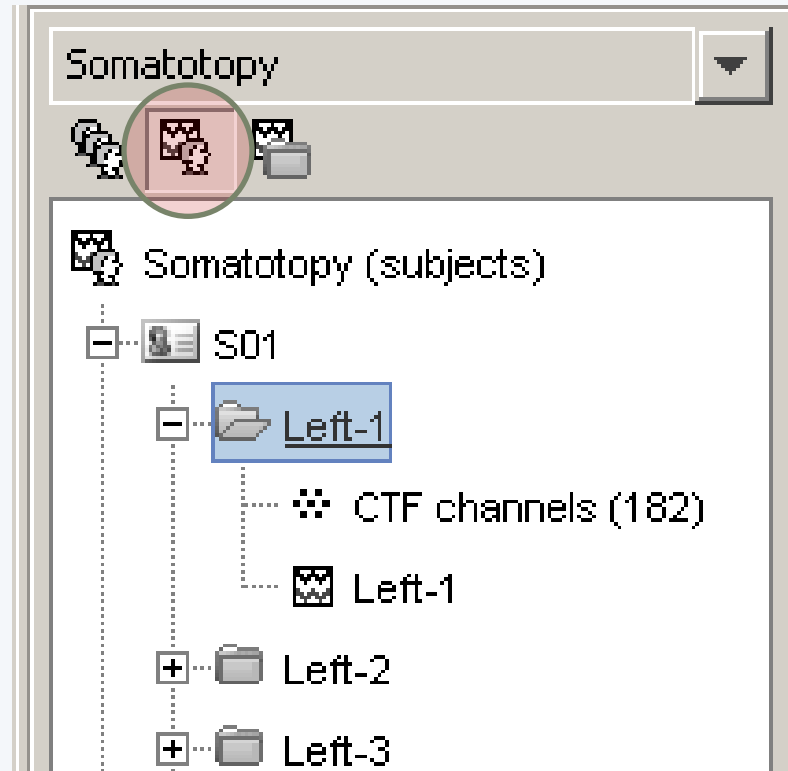 Somatotopy
Somatotopy (subjects)
S01
Left-1
CTF channels (182)
Left-1
Left-2
Left-3